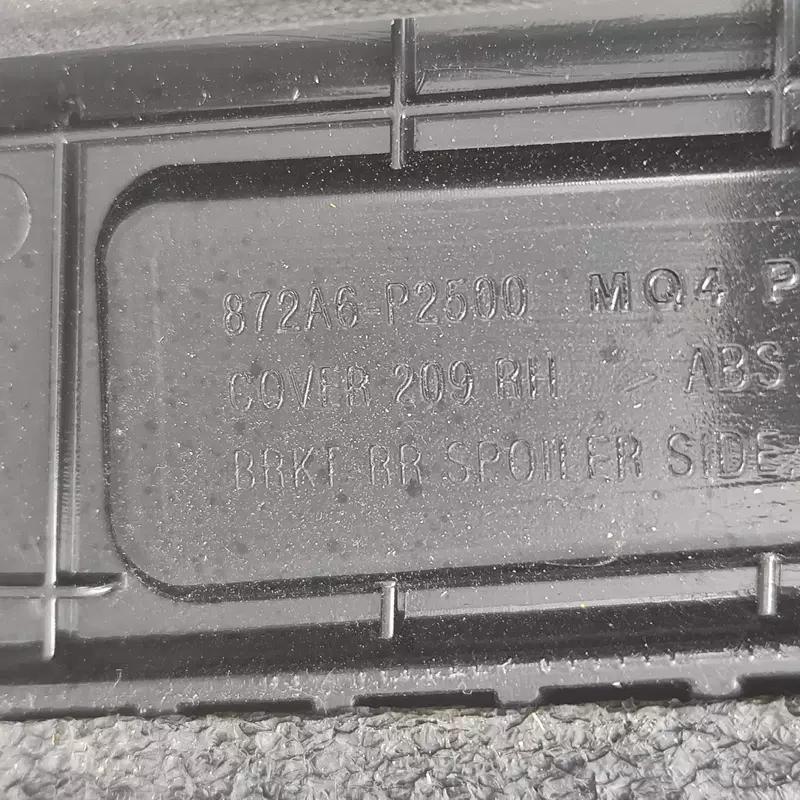 872A6-P2500 MQ4 P
COVER 209 RH > ABS
BRKT RR SPOILER SIDE